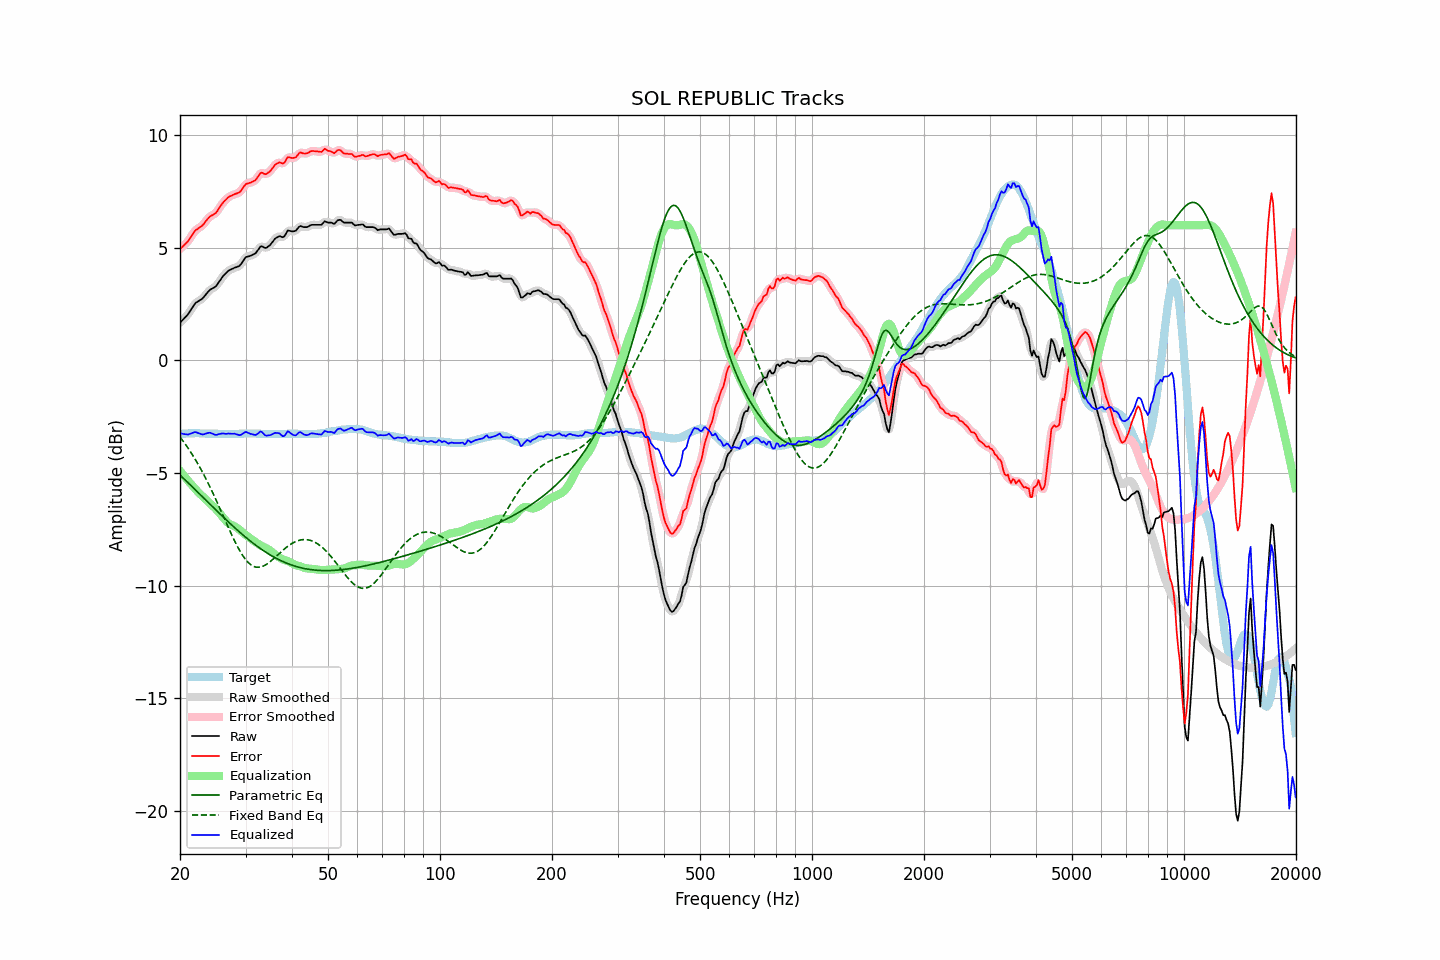 SOL REPUBLIC Tracks
Amplitude (dBr)
10
5
0
−5
−10
−15
−20
Target
Raw Smoothed
Error Smoothed
Raw
Error
Equalization
Parametric Eq
Fixed Band Eq
Equalized
20 50 100 200 500 1000 2000 5000 10000 20000
Frequency (Hz)